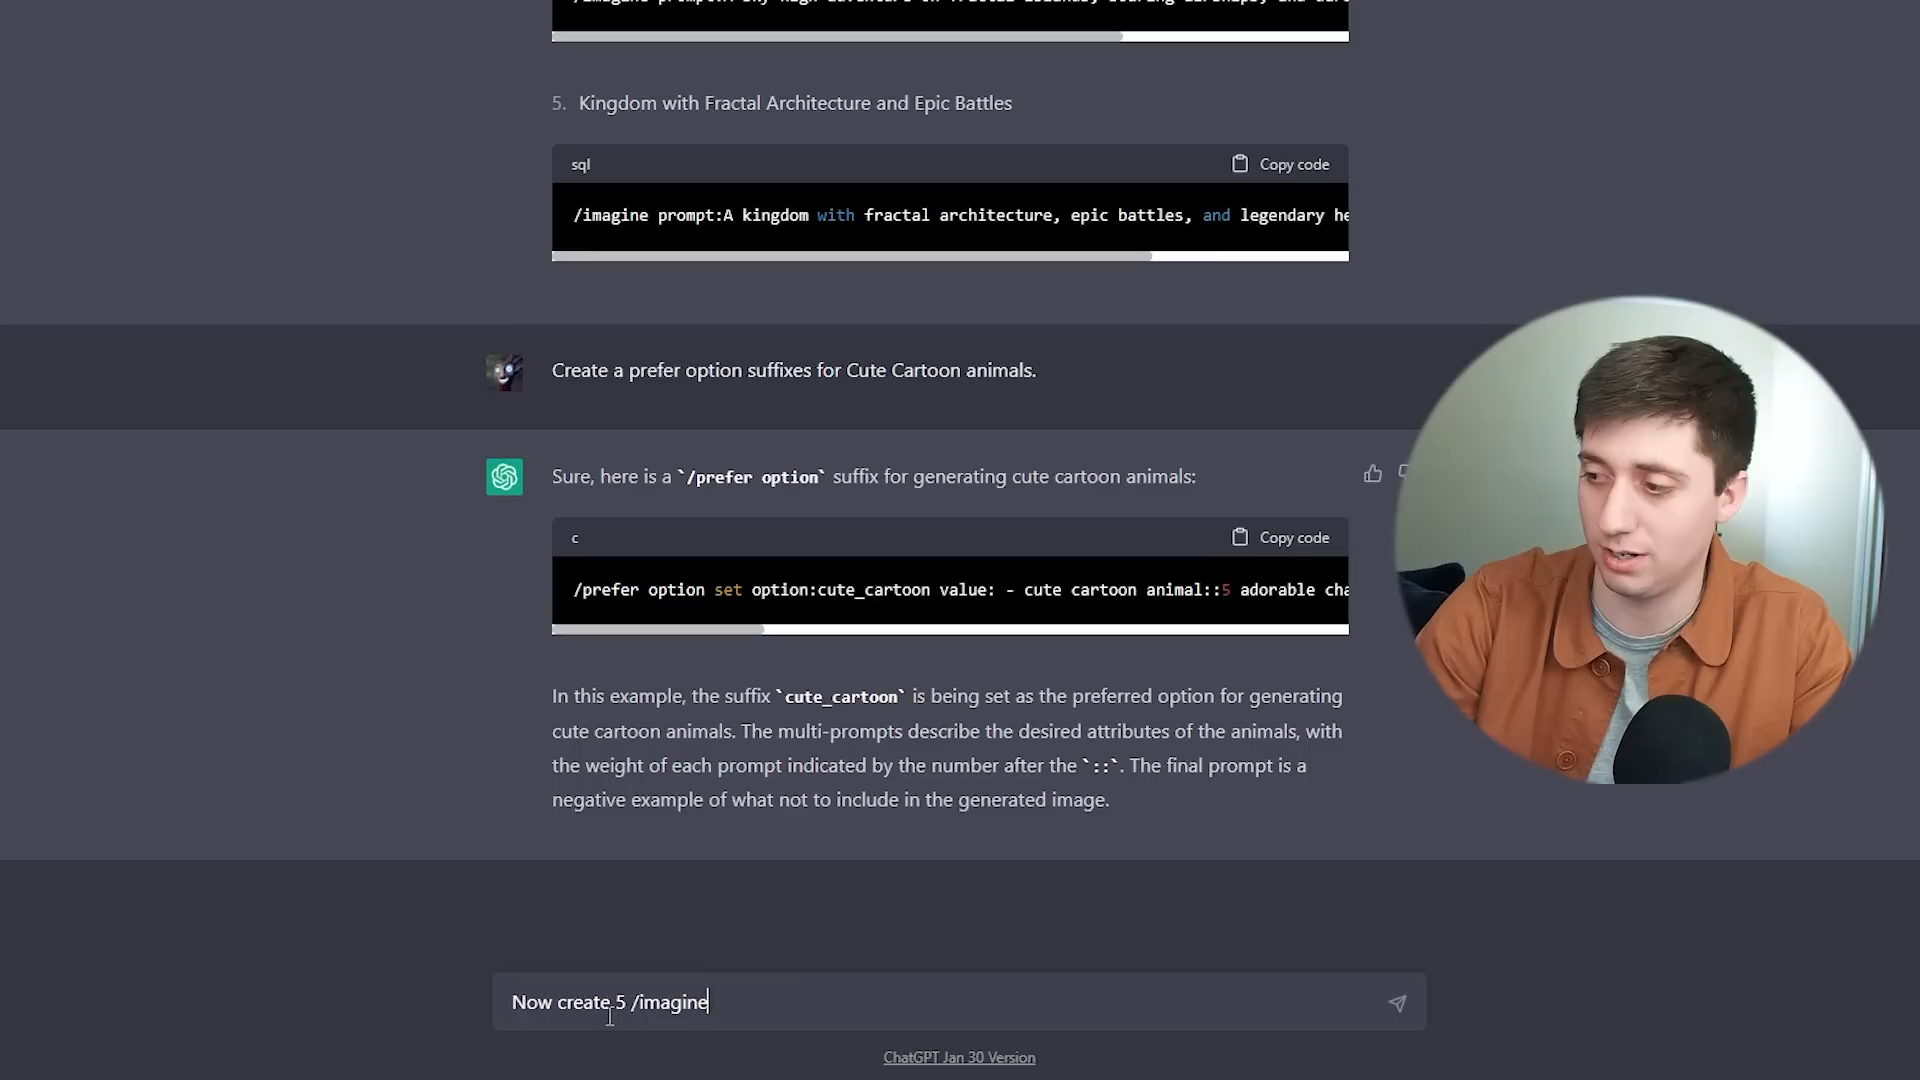 5. Kingdom with Fractal Architecture and Epic Battles
sql
Copy code
/imagine prompt:A kingdom with fractal architecture, epic battles, and legendary he
Create a prefer option suffixes for Cute Cartoon animals.
Sure, here is a `/prefer option` suffix for generating cute cartoon animals:
c
Copy code
/prefer option set option:cute_cartoon value: - cute cartoon animal::5 adorable cha
In this example, the suffix `cute_cartoon` is being set as the preferred option for generating
cute cartoon animals. The multi-prompts describe the desired attributes of the animals, with
the weight of each prompt indicated by the number after the `::`. The final prompt is a
negative example of what not to include in the generated image.
Now create 5 /imagine
ChatGPT Jan 30 Version